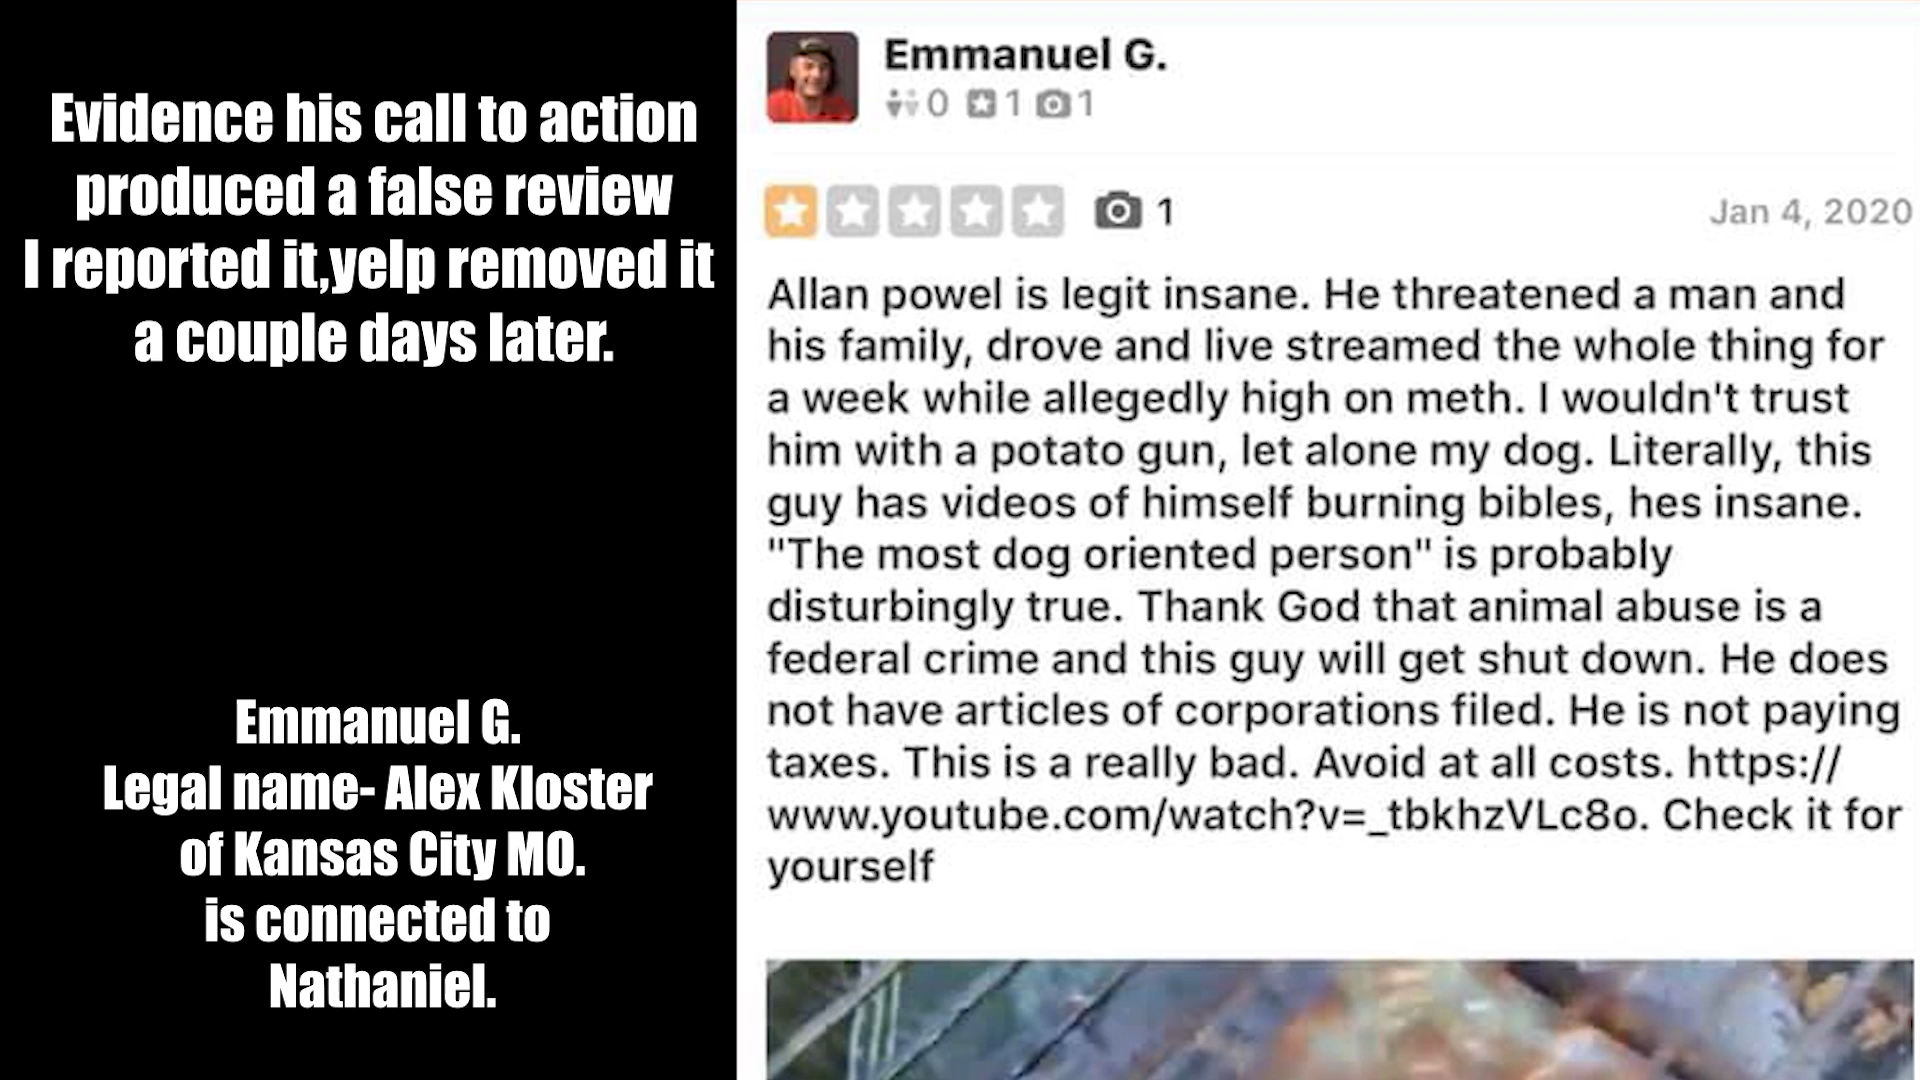 Evidence his call to action
produced a false review
I reported it,yelp removed it
a couple days later.
Emmanuel G.
Legal name- Alex Kloster
of Kansas City MO.
is connected to
Nathaniel.
Emmanuel G.
0 1 1
1
Jan 4, 2020
Allan powel is legit insane. He threatened a man and
his family, drove and live streamed the whole thing for
a week while allegedly high on meth. I wouldn't trust
him with a potato gun, let alone my dog. Literally, this
guy has videos of himself burning bibles, hes insane.
"The most dog oriented person" is probably
disturbingly true. Thank God that animal abuse is a
federal crime and this guy will get shut down. He does
not have articles of corporations filed. He is not paying
taxes. This is a really bad. Avoid at all costs. https://
www.youtube.com/watch?v=_tbkhzVLc8o. Check it for
yourself